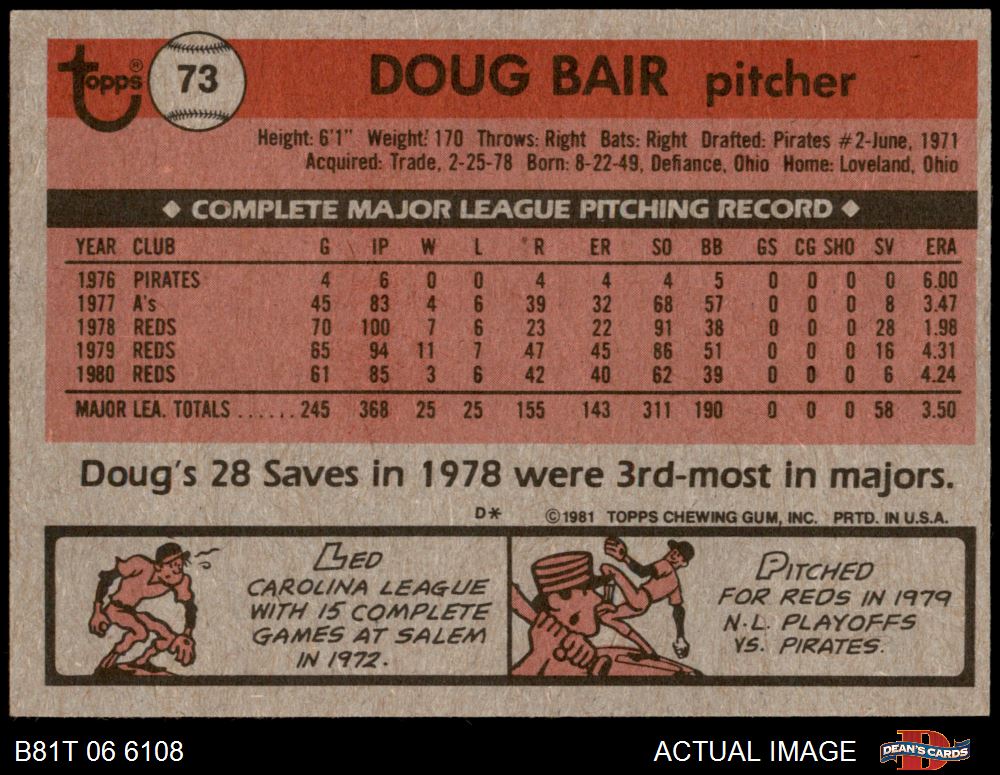 topps® 73 DOUG BAIR pitcher
Height: 6'1" Weight: 170 Throws: Right Bats: Right Drafted: Pirates #2-June, 1971
Acquired: Trade, 2-25-78 Born: 8-22-49, Defiance, Ohio Home: Loveland, Ohio
◆ COMPLETE MAJOR LEAGUE PITCHING RECORD ◆
YEAR CLUB G IP W L R ER SO BB GS CG SHO SV ERA
1976 PIRATES 4 6 0 0 4 4 4 5 0 0 0 0 6.00
1977 A's 45 83 4 6 39 32 68 57 0 0 0 8 3.47
1978 REDS 70 100 7 6 23 22 91 38 0 0 0 28 1.98
1979 REDS 65 94 11 7 47 45 86 51 0 0 0 16 4.31
1980 REDS 61 85 3 6 42 40 62 39 0 0 0 6 4.24
MAJOR LEA. TOTALS ...... 245 368 25 25 155 143 311 190 0 0 0 58 3.50
Doug's 28 Saves in 1978 were 3rd-most in majors.
D* ©1981 TOPPS CHEWING GUM, INC. PRTD. IN U.S.A.
LED
CAROLINA LEAGUE
WITH 15 COMPLETE
GAMES AT SALEM
IN 1972.
PITCHED
FOR REDS IN 1979
N.L. PLAYOFFS
VS. PIRATES.
B81T 06 6108 ACTUAL IMAGE DEAN'S CARDS